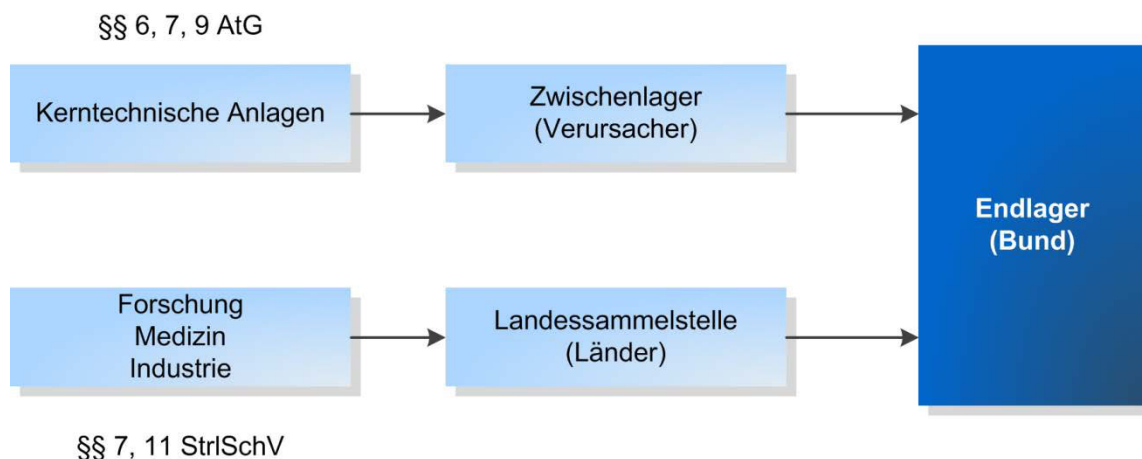 §§ 6, 7, 9 AtG
Kerntechnische Anlagen
Zwischenlager
(Verursacher)
Endlager
(Bund)
Forschung
Medizin
Industrie
Landessammelstelle
(Länder)
§§ 7, 11 StrlSchV